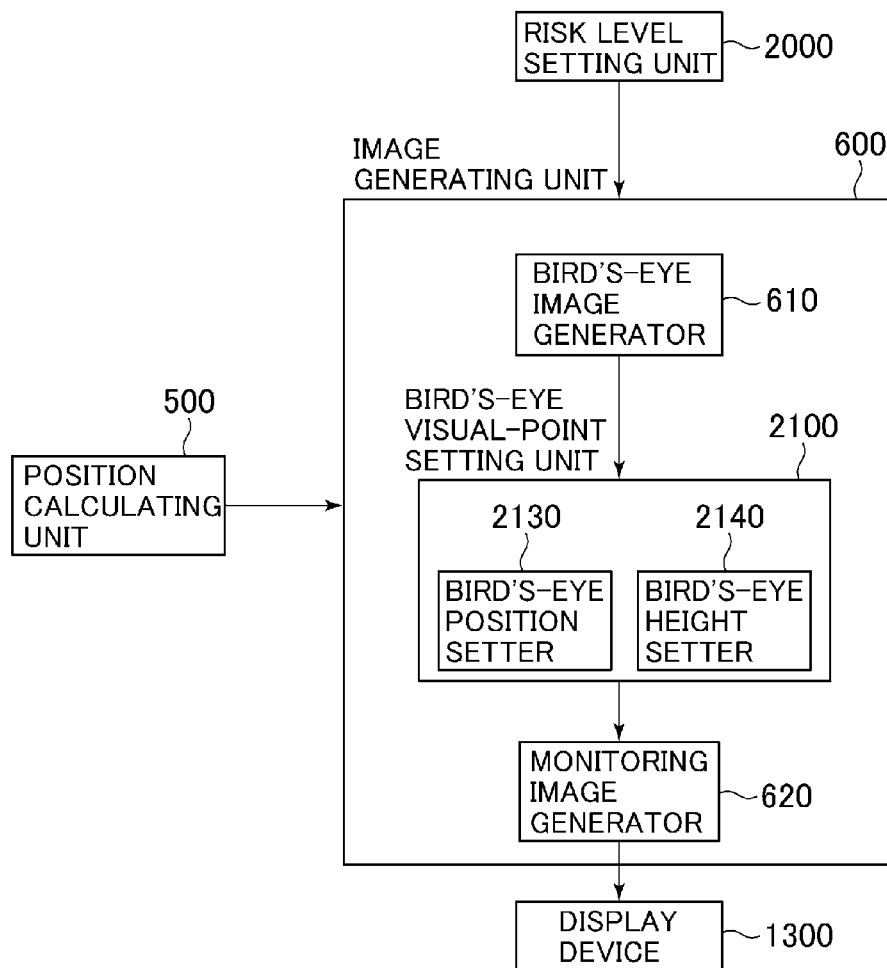 RISK LEVEL
SETTING UNIT
2000
IMAGE
GENERATING UNIT
600
BIRD'S-EYE
IMAGE
GENERATOR
610
500
POSITION
CALCULATING
UNIT
BIRD'S-EYE
VISUAL-POINT
SETTING UNIT
2100
2130
2140
BIRD'S-EYE
POSITION
SETTER
BIRD'S-EYE
HEIGHT
SETTER
MONITORING
IMAGE
GENERATOR
620
DISPLAY
DEVICE
1300